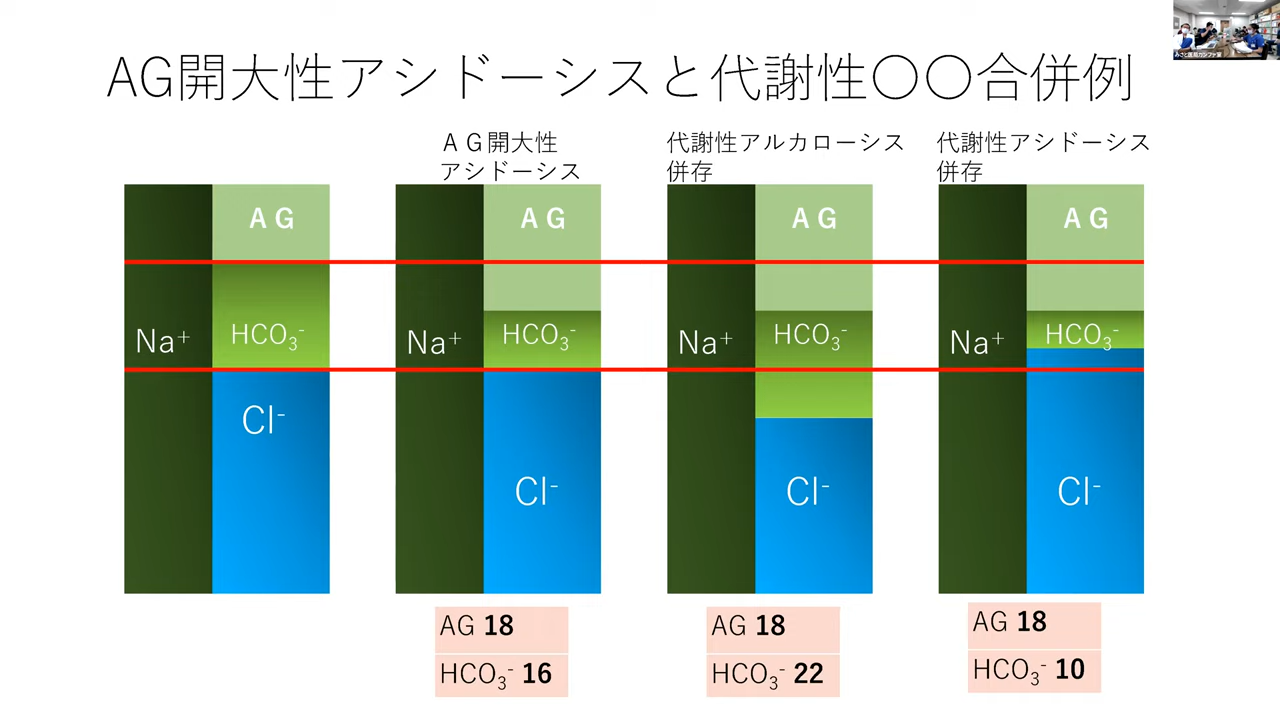 AG開大性アシドーシスと代謝性〇〇合併例
ＡＧ開大性
アシドーシス
代謝性アルカローシス
併存
代謝性アシドーシス
併存
ＡＧ
ＡＧ
ＡＧ
ＡＧ
Na⁺
HCO₃⁻
Na⁺
HCO₃⁻
Na⁺
HCO₃⁻
Na⁺
HCO₃⁻
Cl⁻
Cl⁻
Cl⁻
Cl⁻
AG 18
HCO₃⁻ 16
AG 18
HCO₃⁻ 22
AG 18
HCO₃⁻ 10